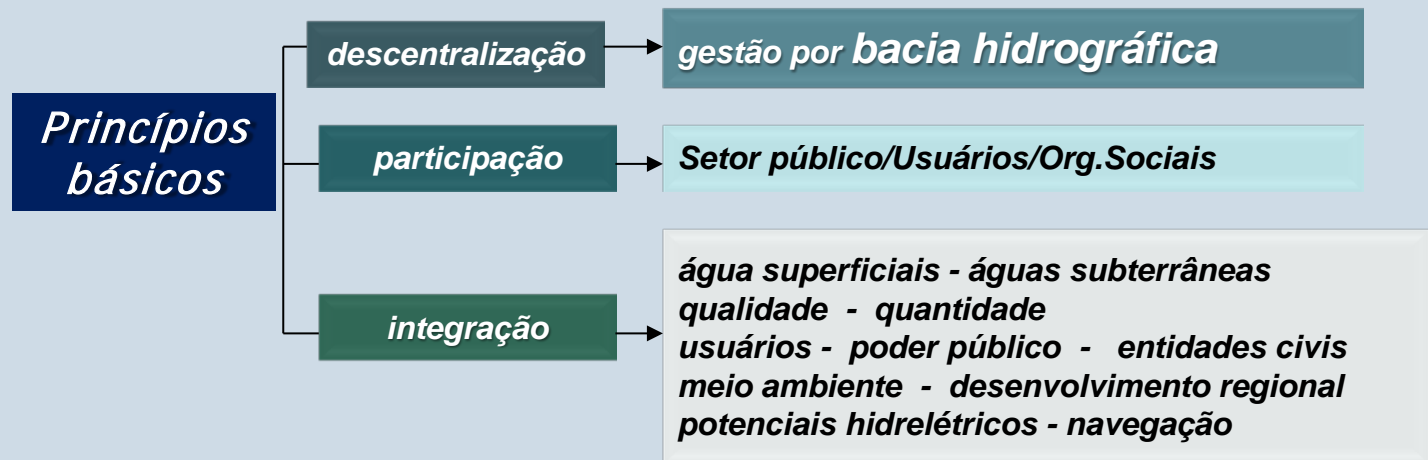 Princípios
básicos
descentralização
gestão por bacia hidrográfica
participação
Setor público/Usuários/Org.Sociais
integração
água superficiais - águas subterrâneas
qualidade - quantidade
usuários - poder público - entidades civis
meio ambiente - desenvolvimento regional
potenciais hidrelétricos - navegação